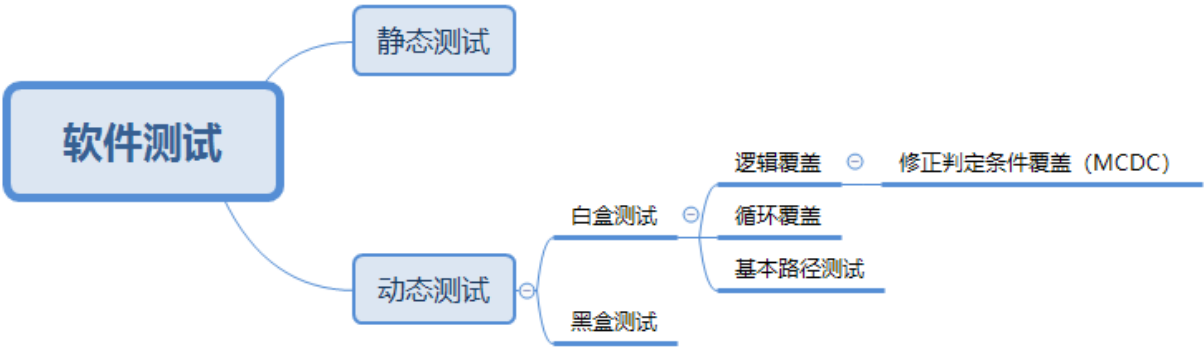 静态测试
软件测试
逻辑覆盖
修正判定条件覆盖（MCDC）
白盒测试
循环覆盖
基本路径测试
动态测试
黑盒测试